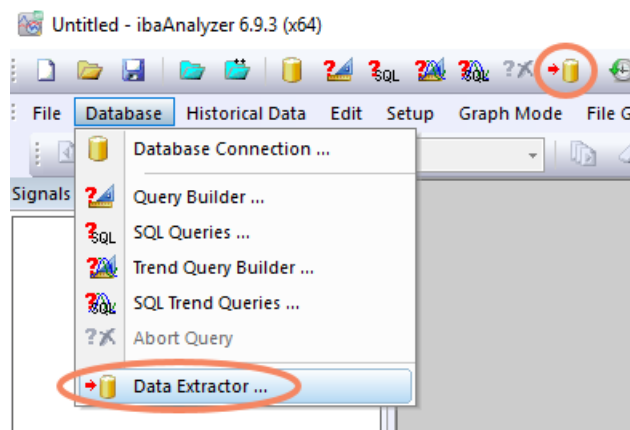 Untitled - ibaAnalyzer 6.9.3 (x64)
SQL SQL
File Database Historical Data Edit Setup Graph Mode File G
Database Connection ...
Signals
Query Builder ...
SQL SQL Queries ...
Trend Query Builder ...
SQL SQL Trend Queries ...
Abort Query
Data Extractor ...